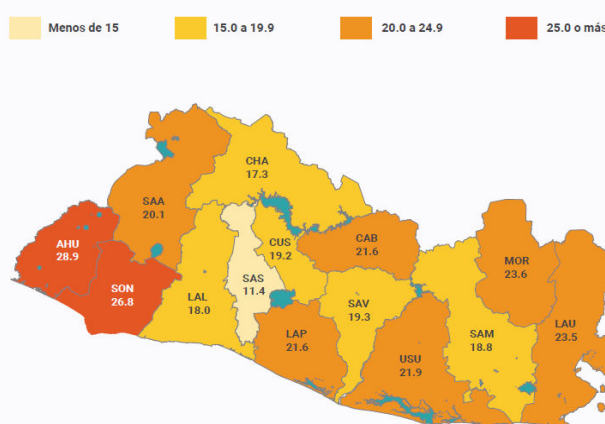 Menos de 15
15.0 a 19.9
20.0 a 24.9
25.0 o más
CHA
17.3
SAA
20.1
AHU
28.9
SON
26.8
LAL
18.0
SAS
11.4
CUS
19.2
CAB
21.6
LAP
21.6
SAV
19.3
USU
21.9
SAM
18.8
MOR
23.6
LAU
23.5